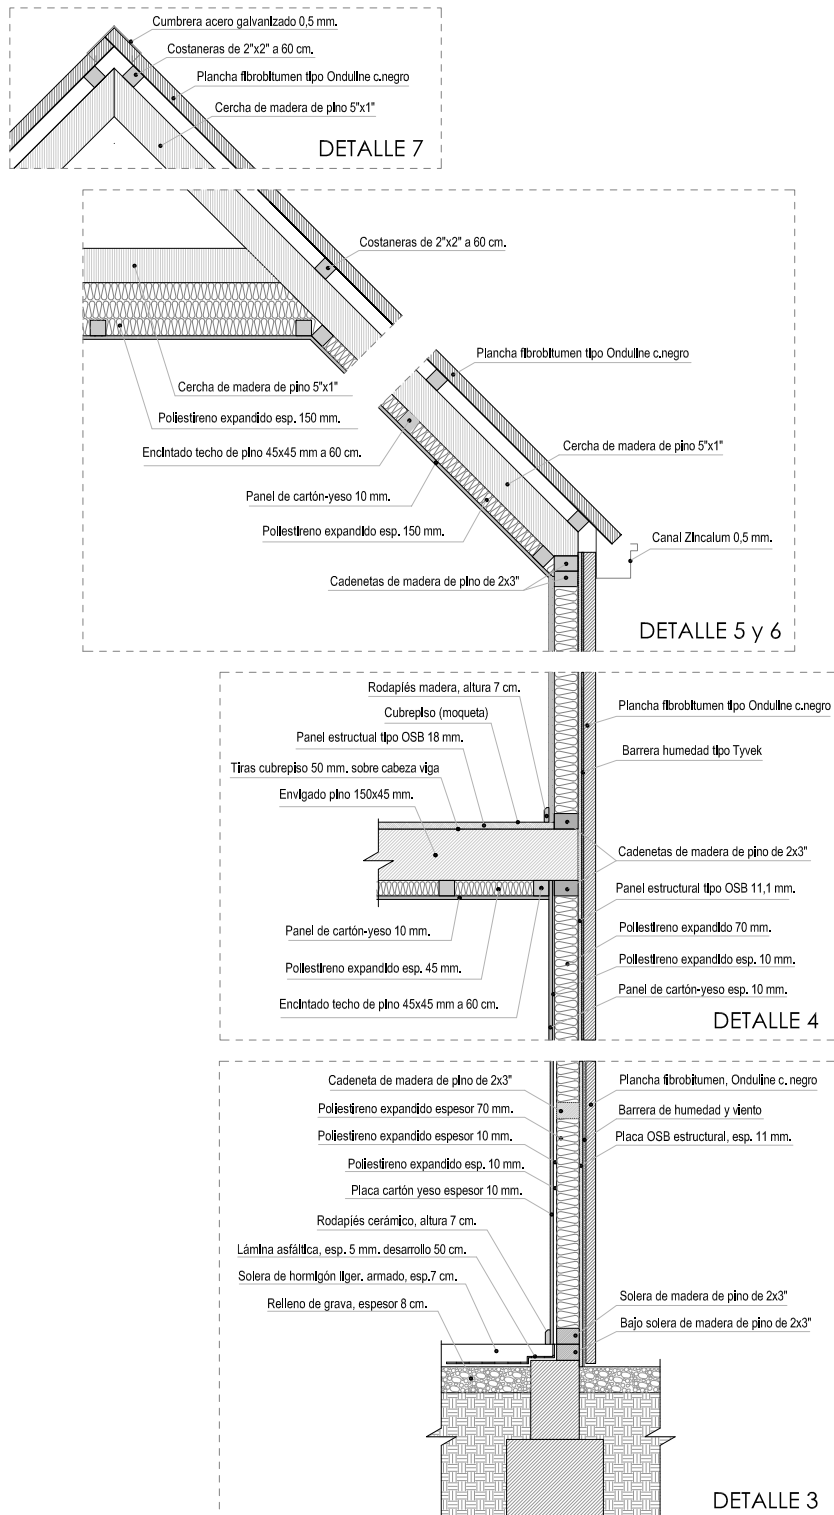 Cumbrera acero galvanizado 0,5 mm.
Costaneras de 2"x2" a 60 cm.
Plancha fibrobitumen tipo Onduline c.negro
Cercha de madera de pino 5"x1"
DETALLE 7
Costaneras de 2"x2" a 60 cm.
Plancha fibrobitumen tipo Onduline c.negro
Cercha de madera de pino 5"x1"
Poliestireno expandido esp. 150 mm.
Encintado techo de pino 45x45 mm a 60 cm.
Cercha de madera de pino 5"x1"
Panel de cartón-yeso 10 mm.
Poliestireno expandido esp. 150 mm.
Canal Zincalum 0,5 mm.
Cadenetas de madera de pino de 2x3"
DETALLE 5 y 6
Rodapiés madera, altura 7 cm.
Cubrepiso (moqueta)
Panel estructual tipo OSB 18 mm.
Tiras cubrepiso 50 mm. sobre cabeza viga
Envigado pino 150x45 mm.
Plancha fibrobitumen tipo Onduline c.negro
Barrera humedad tipo Tyvek
Cadenetas de madera de pino de 2x3"
Panel estructural tipo OSB 11,1 mm.
Panel de cartón-yeso 10 mm.
Poliestireno expandido 70 mm.
Poliestireno expandido esp. 45 mm.
Poliestireno expandido esp. 10 mm.
Encintado techo de pino 45x45 mm a 60 cm.
Panel de cartón-yeso esp. 10 mm.
DETALLE 4
Cadeneta de madera de pino de 2x3"
Poliestireno expandido espesor 70 mm.
Poliestireno expandido espesor 10 mm.
Poliestireno expandido esp. 10 mm.
Placa cartón yeso espesor 10 mm.
Rodapiés cerámico, altura 7 cm.
Lámina asfáltica, esp. 5 mm. desarrollo 50 cm.
Solera de hormigón liger. armado, esp.7 cm.
Relleno de grava, espesor 8 cm.
Plancha fibrobitumen, Onduline c. negro
Barrera de humedad y viento
Placa OSB estructural, esp. 11 mm.
Solera de madera de pino de 2x3"
Bajo solera de madera de pino de 2x3"
DETALLE 3